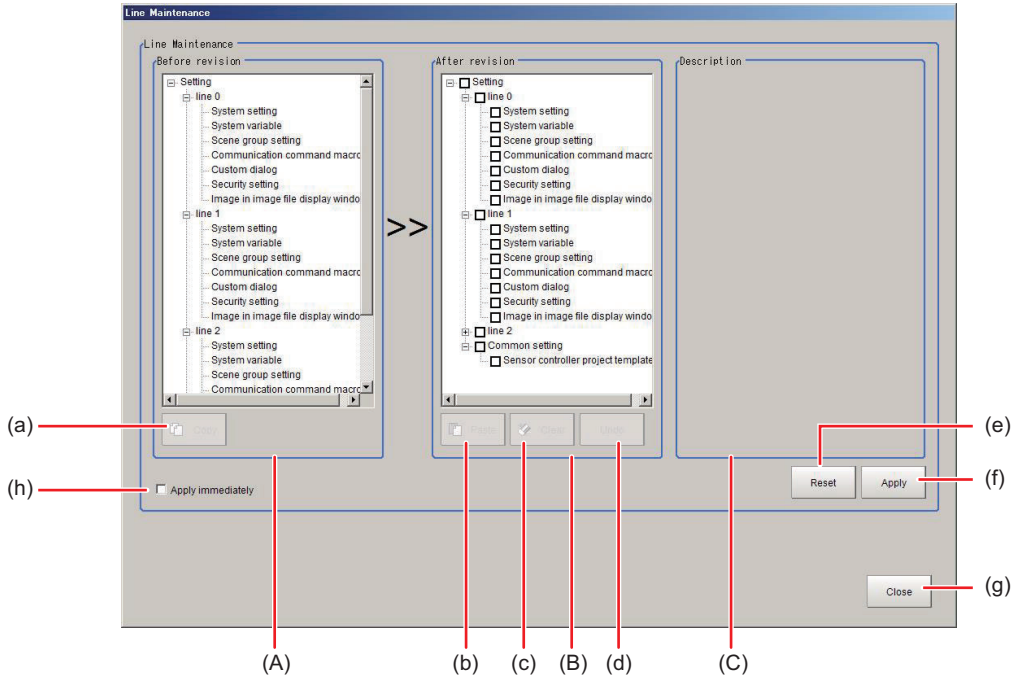 Line Maintenance
Line Maintenance
Before revision
Setting
line 0
System setting
System variable
Scene group setting
Communication command macro
Custom dialog
Security setting
Image in image file display windo
line 1
System setting
System variable
Scene group setting
Communication command macro
Custom dialog
Security setting
Image in image file display windo
line 2
System setting
System variable
Scene group setting
Communication command macro
Copy
>>
After revision
Setting
line 0
System setting
System variable
Scene group setting
Communication command macro
Custom dialog
Security setting
Image in image file display windo
line 1
System setting
System variable
Scene group setting
Communication command macro
Custom dialog
Security setting
Image in image file display windo
line 2
Common setting
Sensor controller project template
Paste
Clear
Undo
Description
(a)
(h)
Apply immediately
Reset
Apply
(e)
(f)
Close
(g)
(A)
(b)
(c)
(B)
(d)
(C)